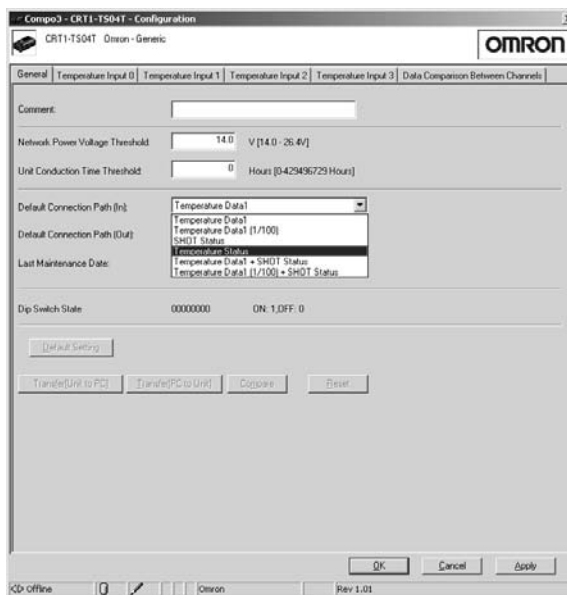 Compo3 - CRT1-TS04T - Configuration
CRT1-TS04T Omron - Generic
OMRON
General Temperature Input 0 Temperature Input 1 Temperature Input 2 Temperature Input 3 Data Comparison Between Channels
Comment:
Network Power Voltage Threshold: 14.0 V [14.0 - 26.4V]
Unit Conduction Time Threshold: 0 Hours [0-429496729 Hours]
Default Connection Path (In): Temperature Data1
Temperature Data1
Temperature Data1 (1/100)
Default Connection Path (Out):
SHOT Status
Temperature Status
Last Maintenance Date:
Temperature Data1 + SHOT Status
Temperature Data1 (1/100) + SHOT Status
Dip Switch State 00000000 ON: 1,OFF: 0
Default Setting
Transfer[Unit to PC] Transfer[PC to Unit] Compare Reset
OK Cancel Apply
Offline Omron Rev 1.01